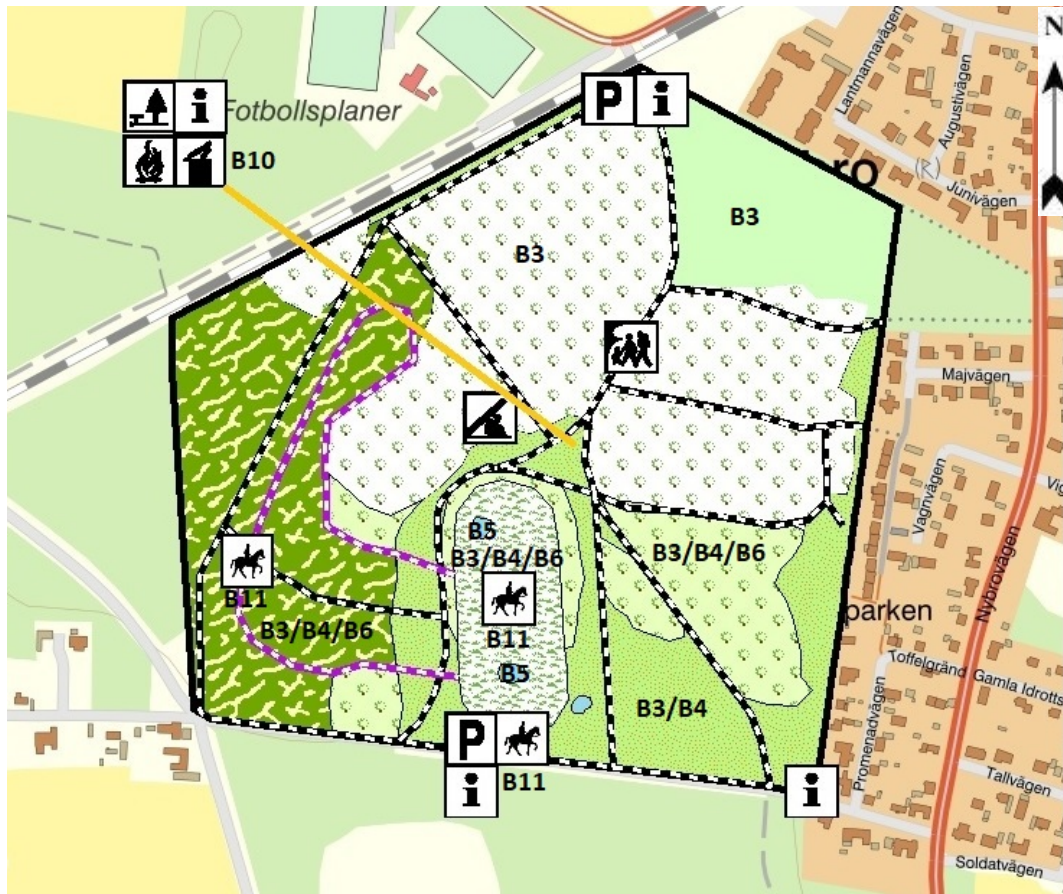 N
Lantmannavägen
Augustivägen
Fotbollsplaner
P i
i
B10
ro
Junivägen
B3
B3
Majvägen
Vagnvägen
B5
B3/B4/B6
B3/B4/B6
Nybrovägen
B11
B11
B3/B4/B6
parken
Toffelgränd
Gamla Idrotts
B5
B3/B4
Promenadvägen
P
B11
i
i
Tallvägen
Soldatvägen